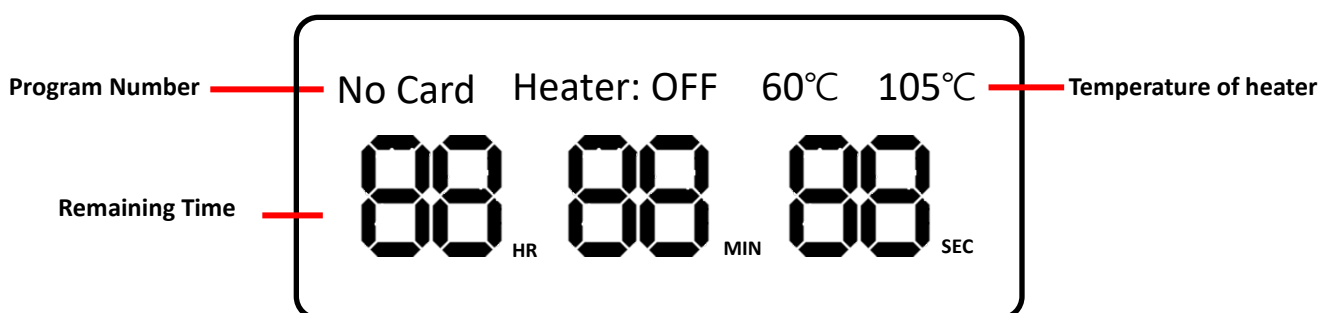 Program Number No Card Heater: OFF 60℃ 105℃ Temperature of heater
Remaining Time 88 HR 88 MIN 88 SEC